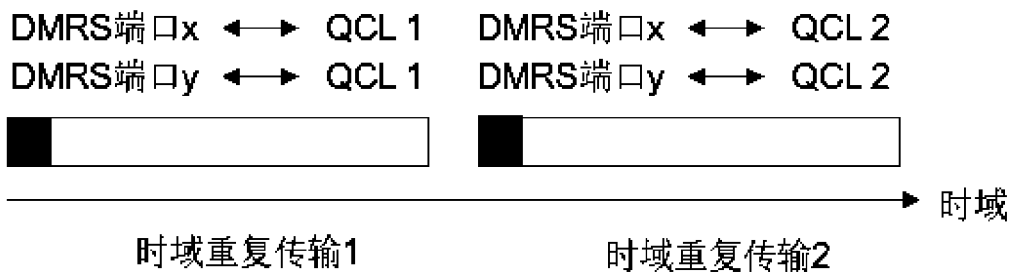 DMRS端口x ↔ QCL 1 DMRS端口x ↔ QCL 2
DMRS端口y ↔ QCL 1 DMRS端口y ↔ QCL 2
时域
时域重复传输1 时域重复传输2